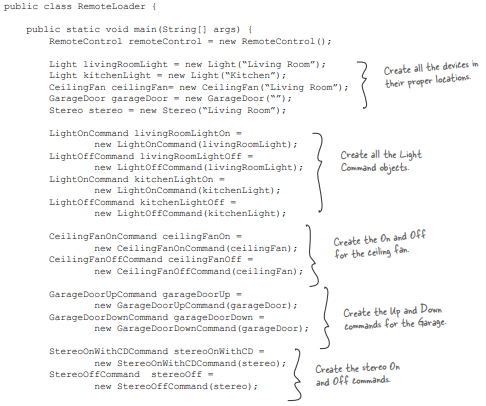 public class RemoteLoader {
public static void main(String[] args) {
RemoteControl remoteControl = new RemoteControl();
Light livingRoomLight = new Light(“Living Room”);
Light kitchenLight = new Light(“Kitchen”);
CeilingFan ceilingFan= new CeilingFan(“Living Room”);
GarageDoor garageDoor = new GarageDoor(“”);
Stereo stereo = new Stereo(“Living Room”);
Create all the devices in
their proper locations.
LightOnCommand livingRoomLightOn =
new LightOnCommand(livingRoomLight);
LightOffCommand livingRoomLightOff =
new LightOffCommand(livingRoomLight);
LightOnCommand kitchenLightOn =
new LightOnCommand(kitchenLight);
LightOffCommand kitchenLightOff =
new LightOffCommand(kitchenLight);
Create all the Light
Command objects.
CeilingFanOnCommand ceilingFanOn =
new CeilingFanOnCommand(ceilingFan);
CeilingFanOffCommand ceilingFanOff =
new CeilingFanOffCommand(ceilingFan);
Create the On and Off
for the ceiling fan.
GarageDoorUpCommand garageDoorUp =
new GarageDoorUpCommand(garageDoor);
GarageDoorDownCommand garageDoorDown =
new GarageDoorDownCommand(garageDoor);
Create the Up and Down
commands for the Garage.
StereoOnWithCDCommand stereoOnWithCD =
new StereoOnWithCDCommand(stereo);
StereoOffCommand  stereoOff =
new StereoOffCommand(stereo);
Create the stereo On
and Off commands.